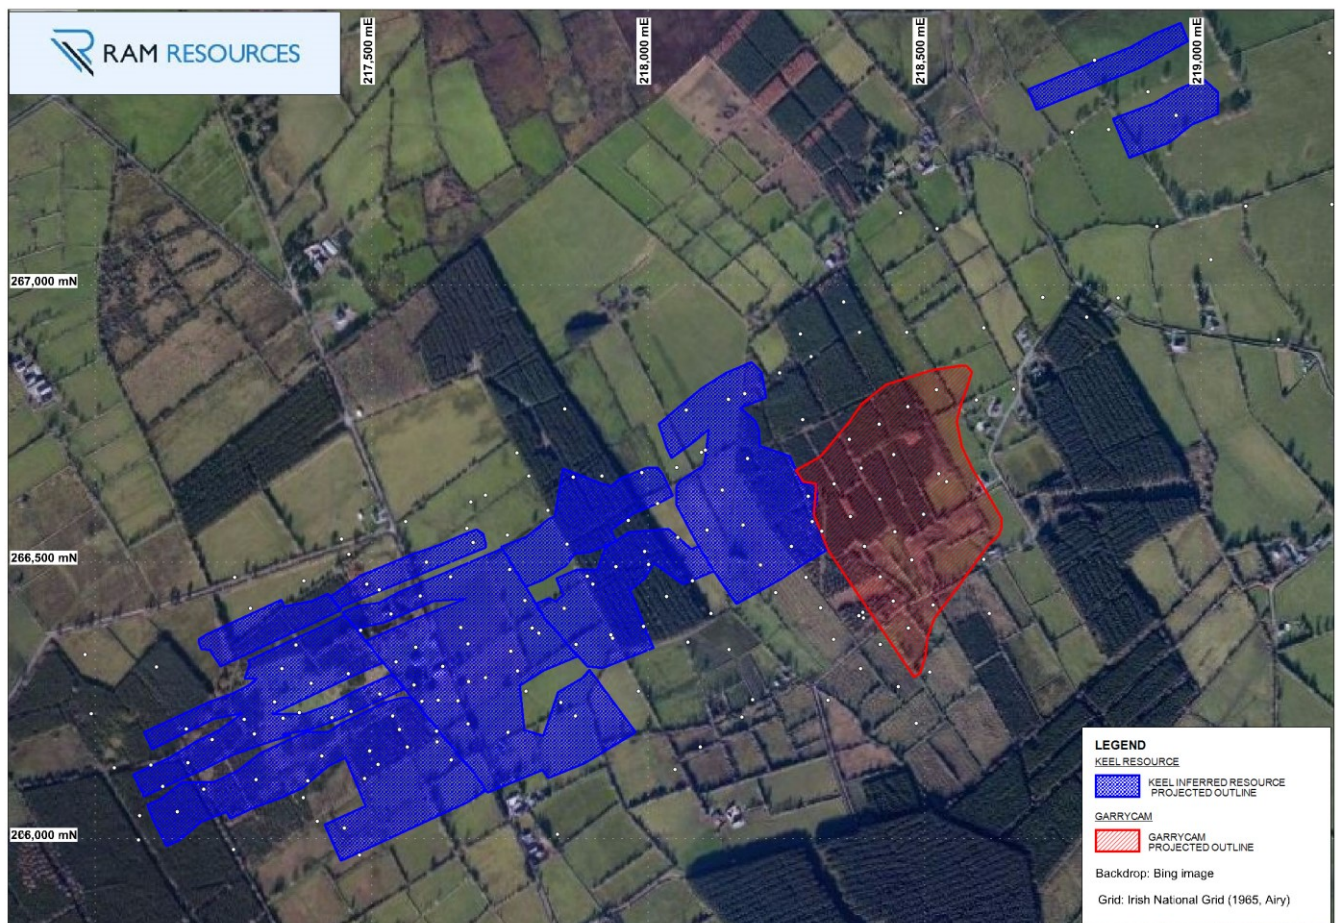 RAM RESOURCES
217,500 mE
218,000 mE
218,500 mE
219,000 mE
267,000 mN
266,500 mN
266,000 mN
LEGEND
KEEL RESOURCE
KEEL INFERRED RESOURCE
PROJECTED OUTLINE
GARRYCAM
GARRYCAM
PROJECTED OUTLINE
Backdrop: Bing image
Grid: Irish National Grid (1965, Airy)